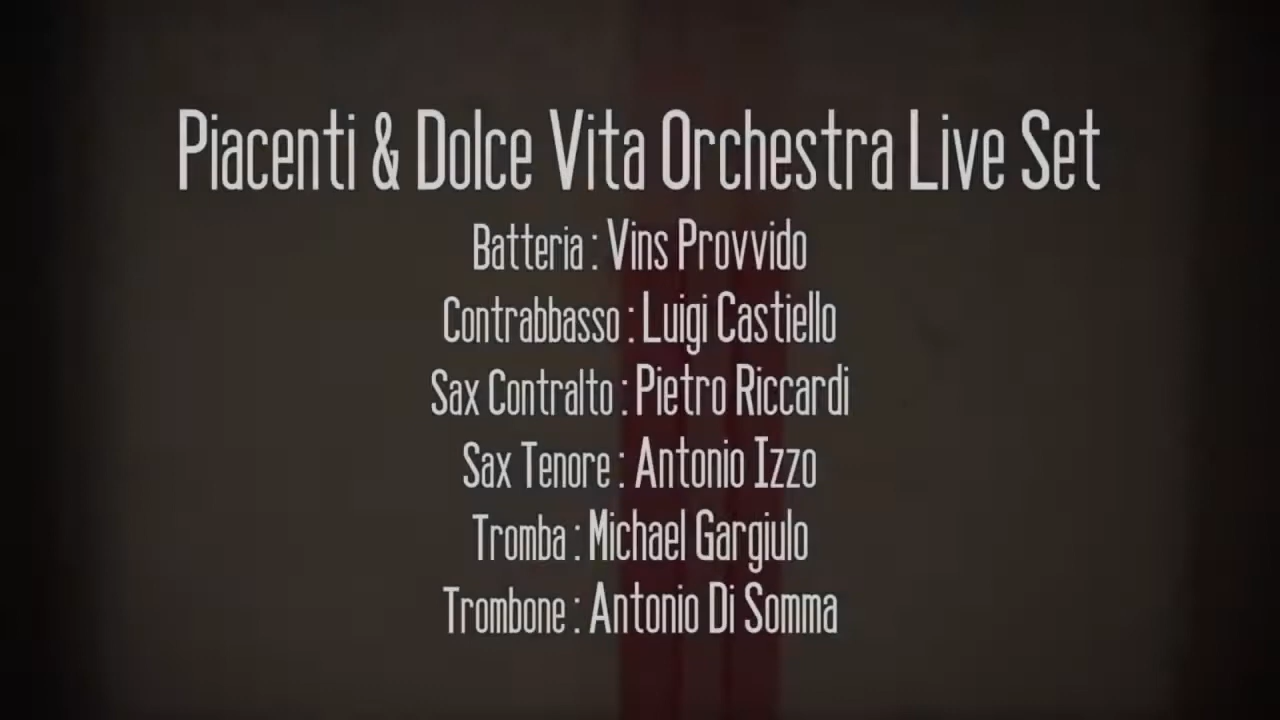 Piacenti & Dolce Vita Orchestra Live Set
Batteria : Vins Provvido
Contrabbasso : Luigi Castiello
Sax Contralto : Pietro Riccardi
Sax Tenore : Antonio Izzo
Tromba : Michael Gargiulo
Trombone : Antonio Di Somma